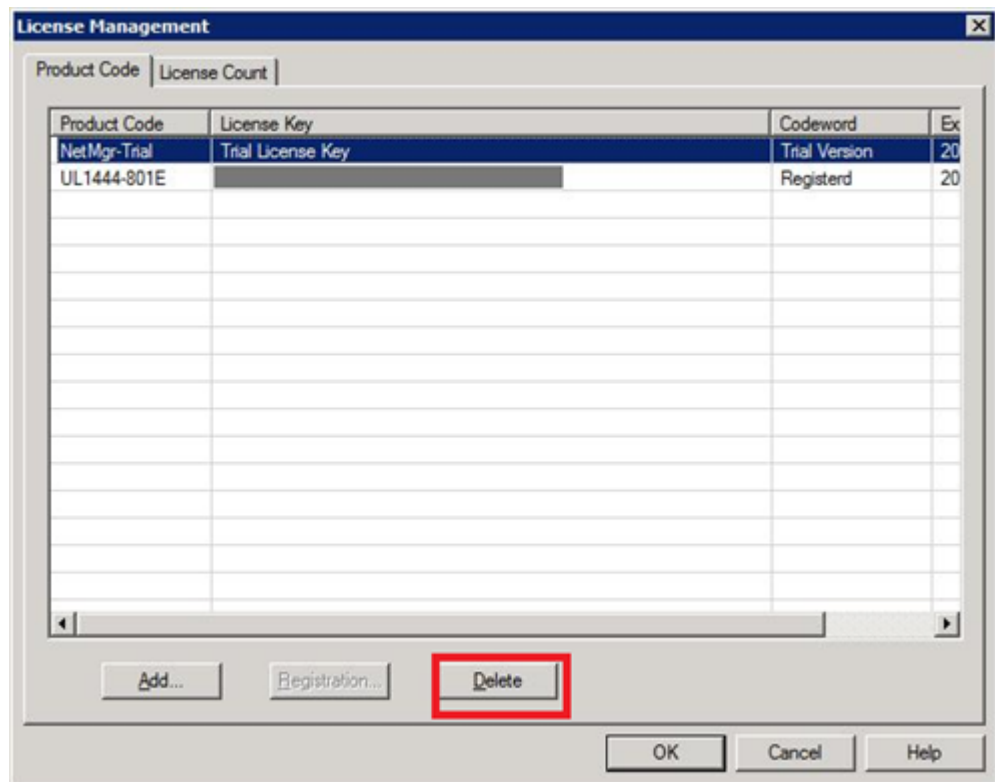 License Management
Product Code License Count
Product Code License Key Codeword Ex
NetMgr-Trial Trial License Key Trial Version 20
UL1444-801E Registerd 20
Add... Registration... Delete
OK Cancel Help